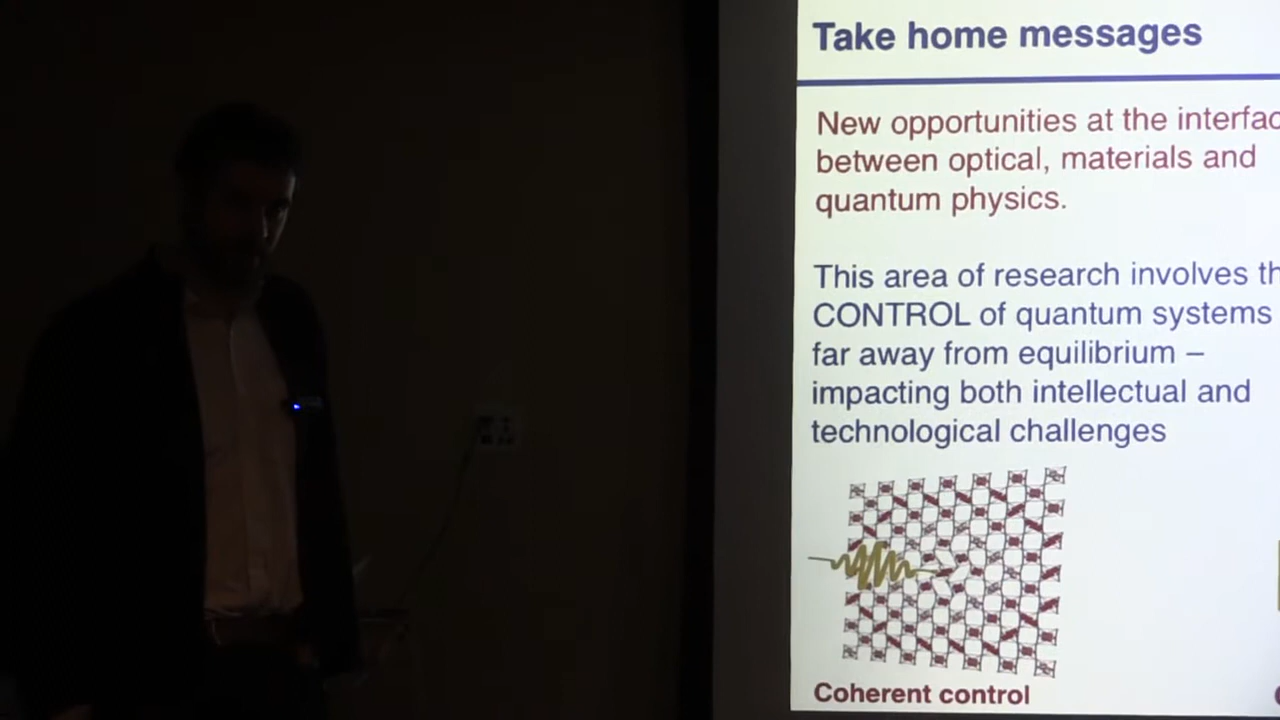 Take home messages
New opportunities at the interfac
between optical, materials and
quantum physics.
This area of research involves th
CONTROL of quantum systems
far away from equilibrium –
impacting both intellectual and
technological challenges
Coherent control